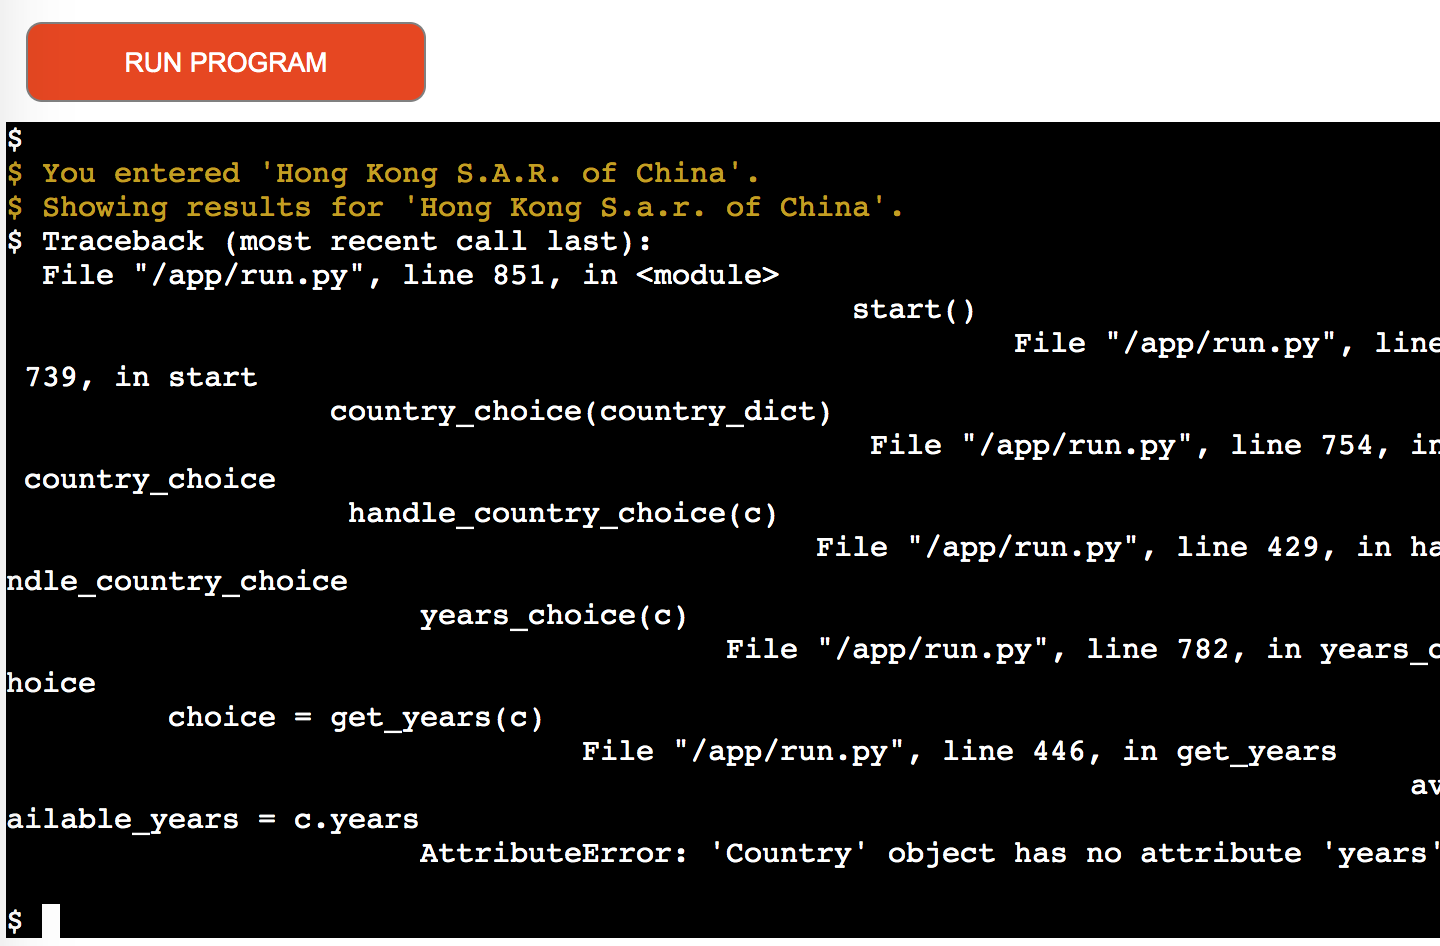 RUN PROGRAM
$
$ You entered 'Hong Kong S.A.R. of China'.
$ Showing results for 'Hong Kong S.a.r. of China'.
$ Traceback (most recent call last):
File "/app/run.py", line 851, in <module>
start()
File "/app/run.py", line
739, in start
country_choice(country_dict)
File "/app/run.py", line 754, in
country_choice
handle_country_choice(c)
File "/app/run.py", line 429, in ha
ndle_country_choice
years_choice(c)
File "/app/run.py", line 782, in years_c
hoice
choice = get_years(c)
File "/app/run.py", line 446, in get_years
av
ailable_years = c.years
AttributeError: 'Country' object has no attribute 'years'
$